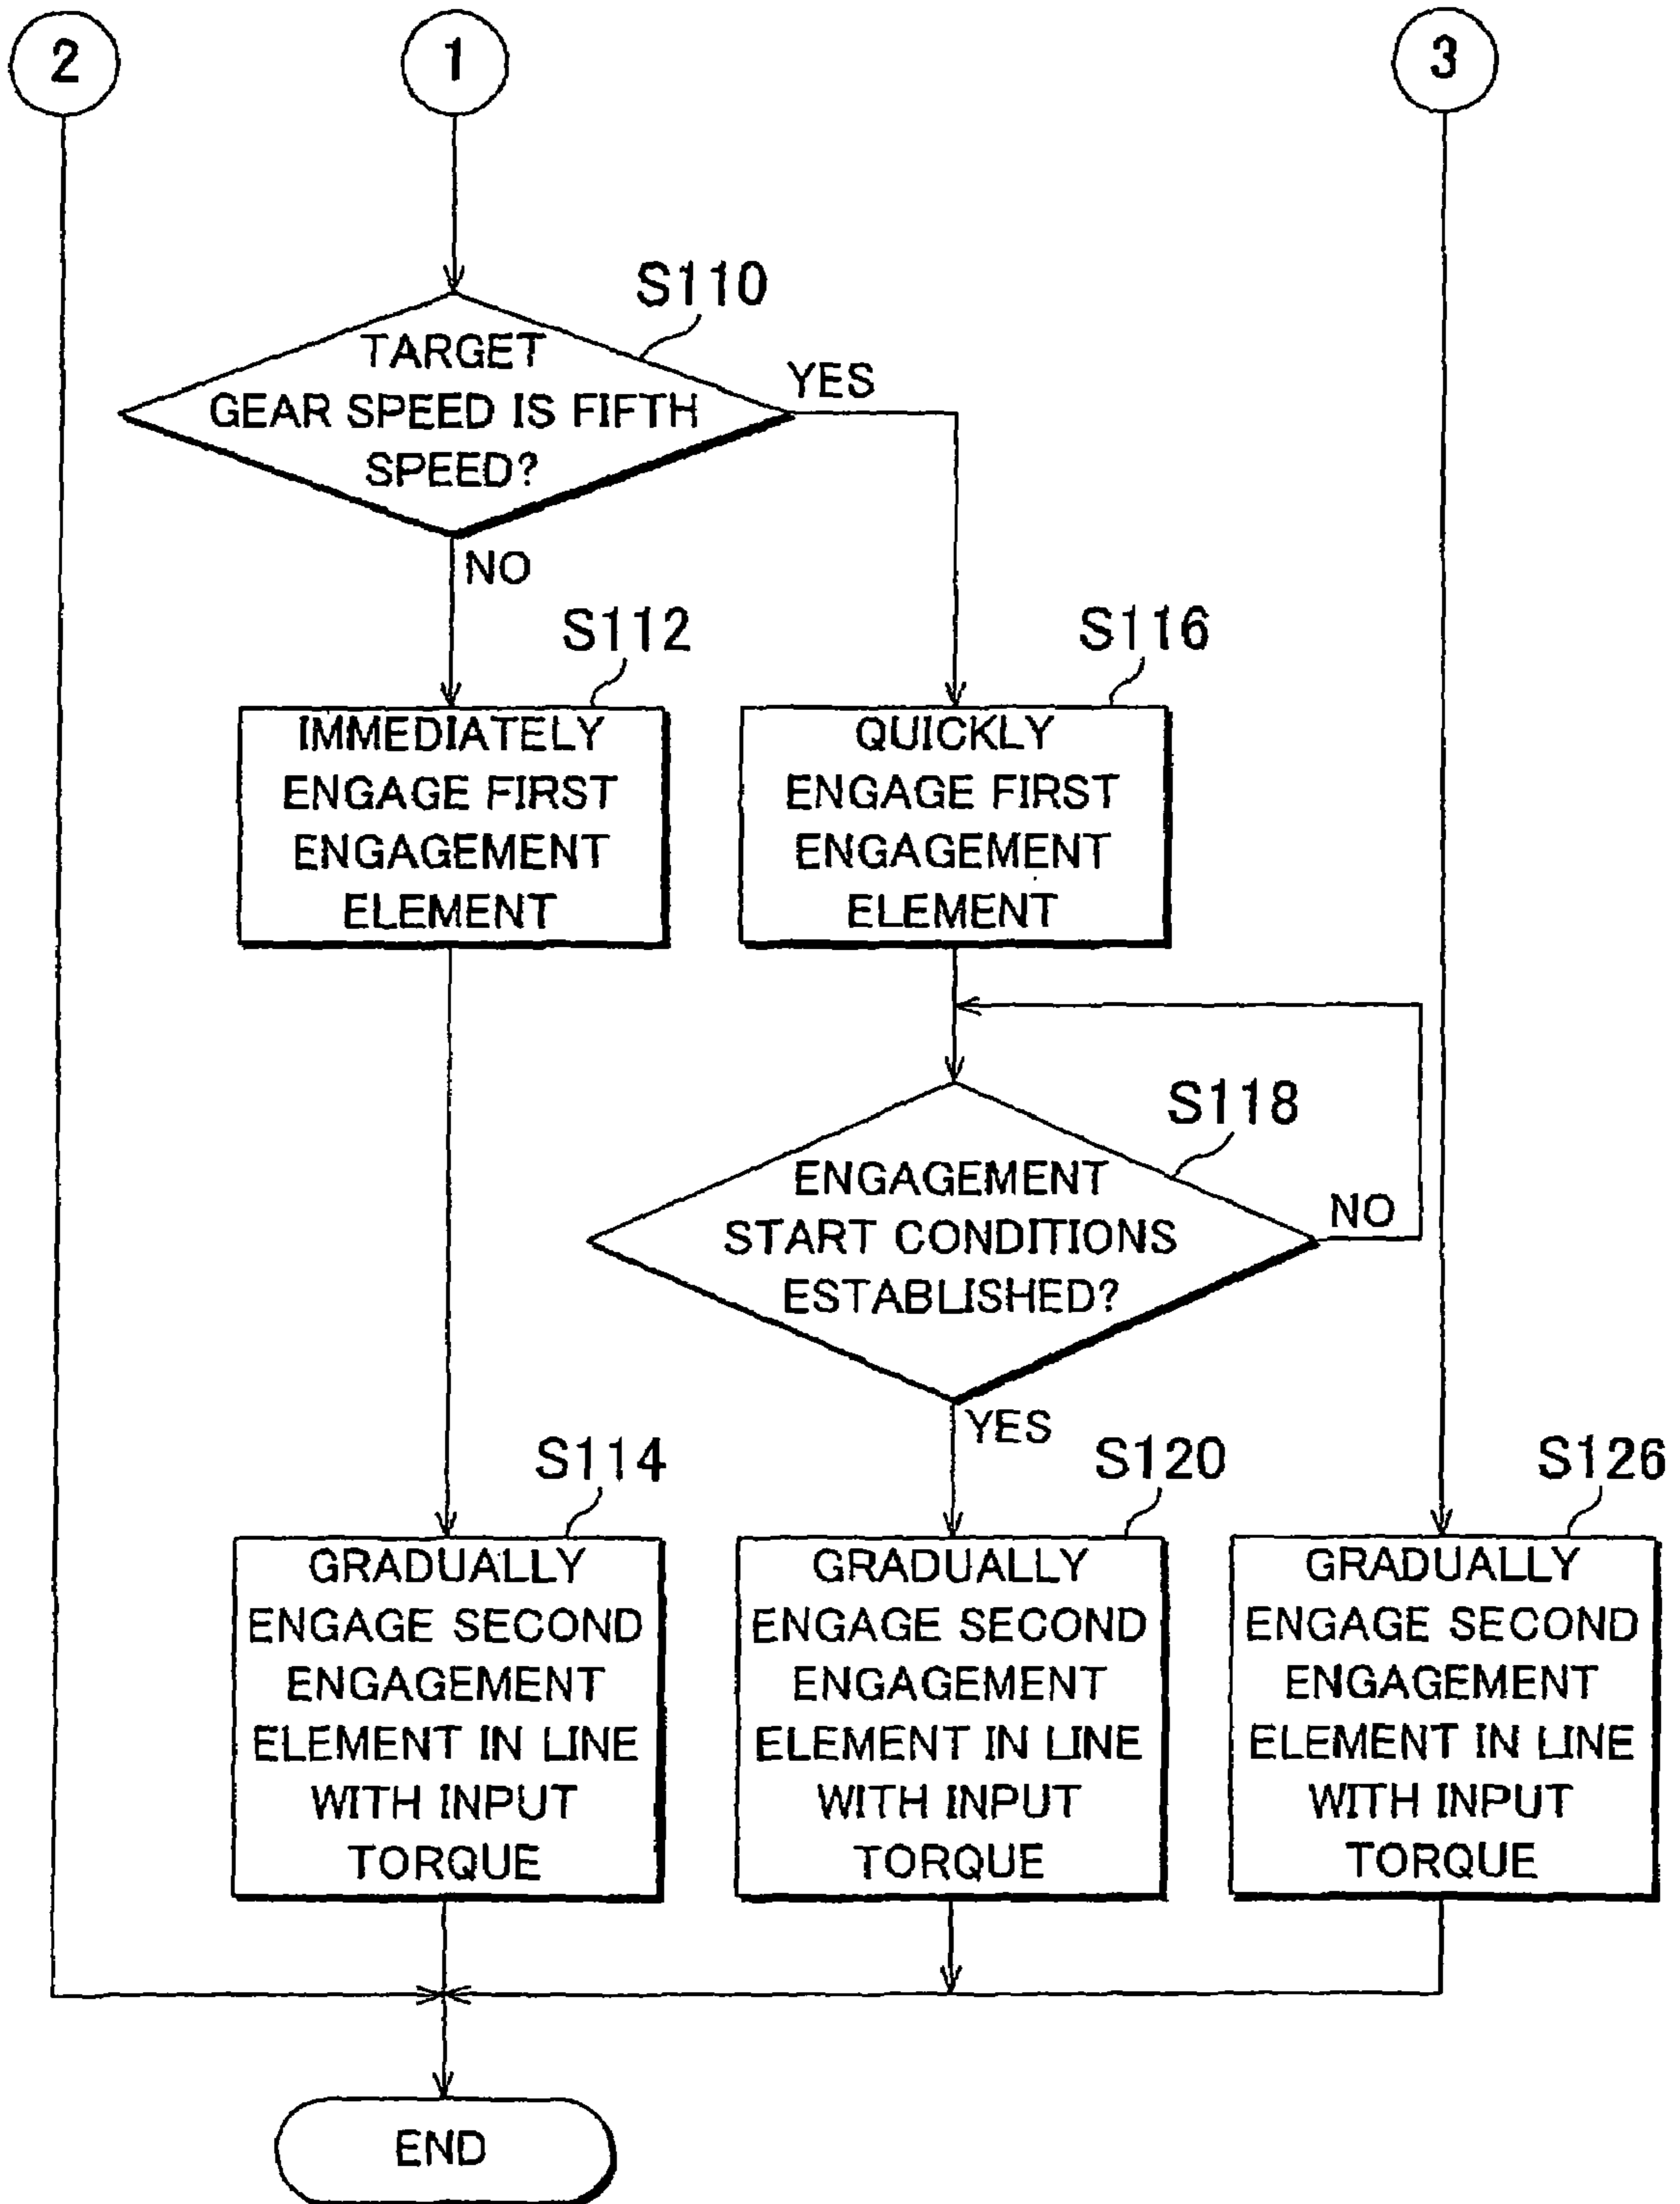 2
1
3
S110
TARGET
GEAR SPEED IS FIFTH
SPEED?
YES
NO
S112
IMMEDIATELY
ENGAGE FIRST
ENGAGEMENT
ELEMENT
S116
QUICKLY
ENGAGE FIRST
ENGAGEMENT
ELEMENT
S118
ENGAGEMENT
START CONDITIONS
ESTABLISHED?
NO
YES
S114
GRADUALLY
ENGAGE SECOND
ENGAGEMENT
ELEMENT IN LINE
WITH INPUT
TORQUE
S120
GRADUALLY
ENGAGE SECOND
ENGAGEMENT
ELEMENT IN LINE
WITH INPUT
TORQUE
S126
GRADUALLY
ENGAGE SECOND
ENGAGEMENT
ELEMENT IN LINE
WITH INPUT
TORQUE
END